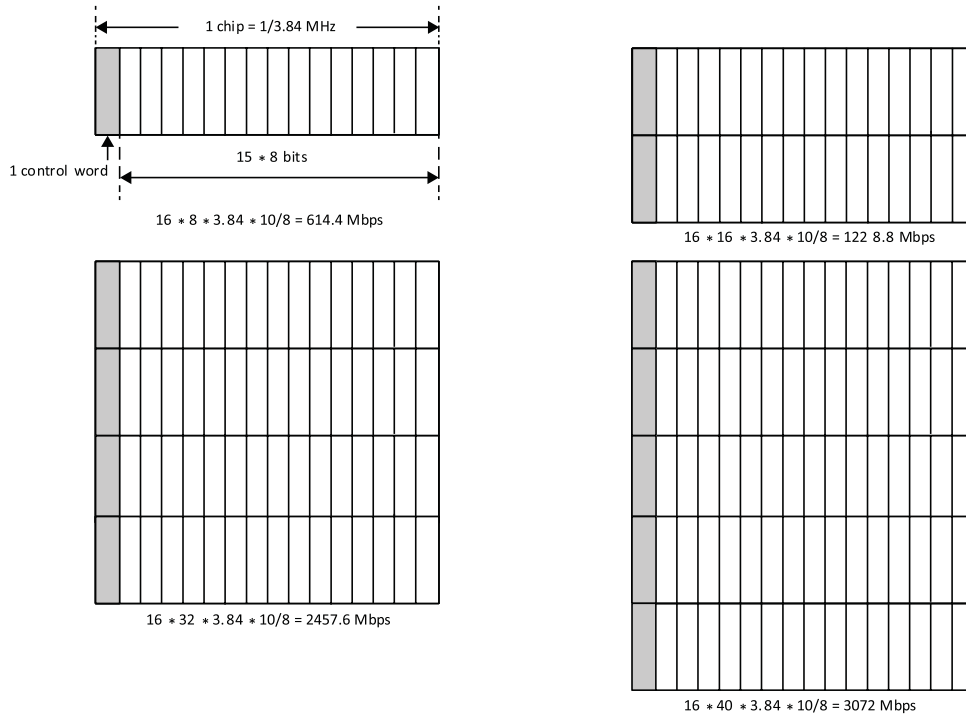 1 chip = 1/3.84 MHz
1 control word
15 * 8 bits
16 * 8 * 3.84 * 10/8 = 614.4 Mbps
16 * 16 * 3.84 * 10/8 = 122 8.8 Mbps
16 * 32 * 3.84 * 10/8 = 2457.6 Mbps
16 * 40 * 3.84 * 10/8 = 3072 Mbps